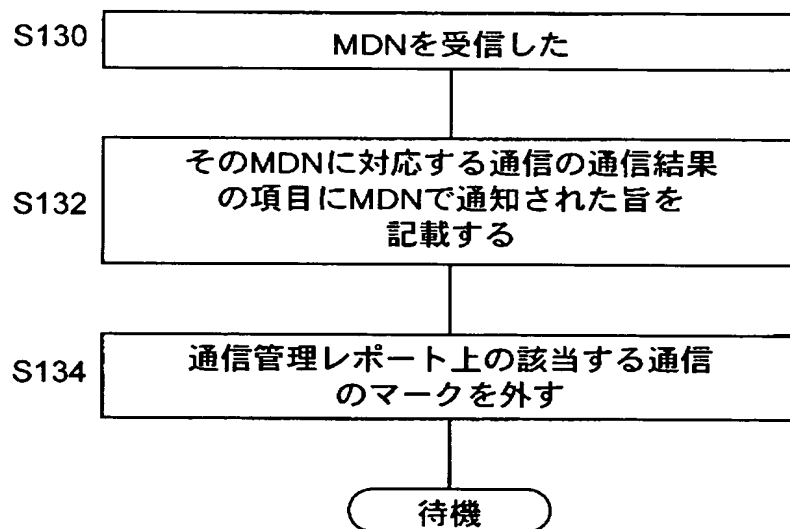 S130
MDNを受信した
S132
そのMDNに対応する通信の通信結果
の項目にMDNで通知された旨を
記載する
S134
通信管理レポート上の該当する通信
のマークを外す
待機